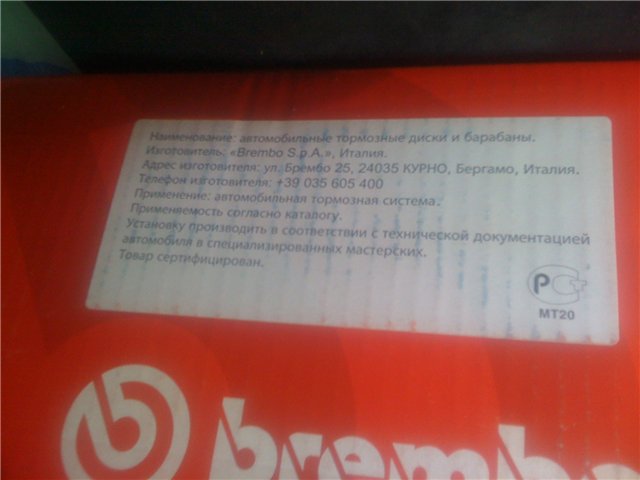 Наименование: автомобильные тормозные диски и барабаны.
Изготовитель: «Brembo S.p.A.», Италия.
Адрес изготовителя: ул. Брембо 25, 24035 КУРНО, Бергамо, Италия.
Телефон изготовителя: +39 035 605 400
Применение: автомобильная тормозная система.
Применяемость согласно каталогу.
Установку производить в соответствии с технической документацией
автомобиля в специализированных мастерских.
Товар сертифицирован.
МТ20
brembo